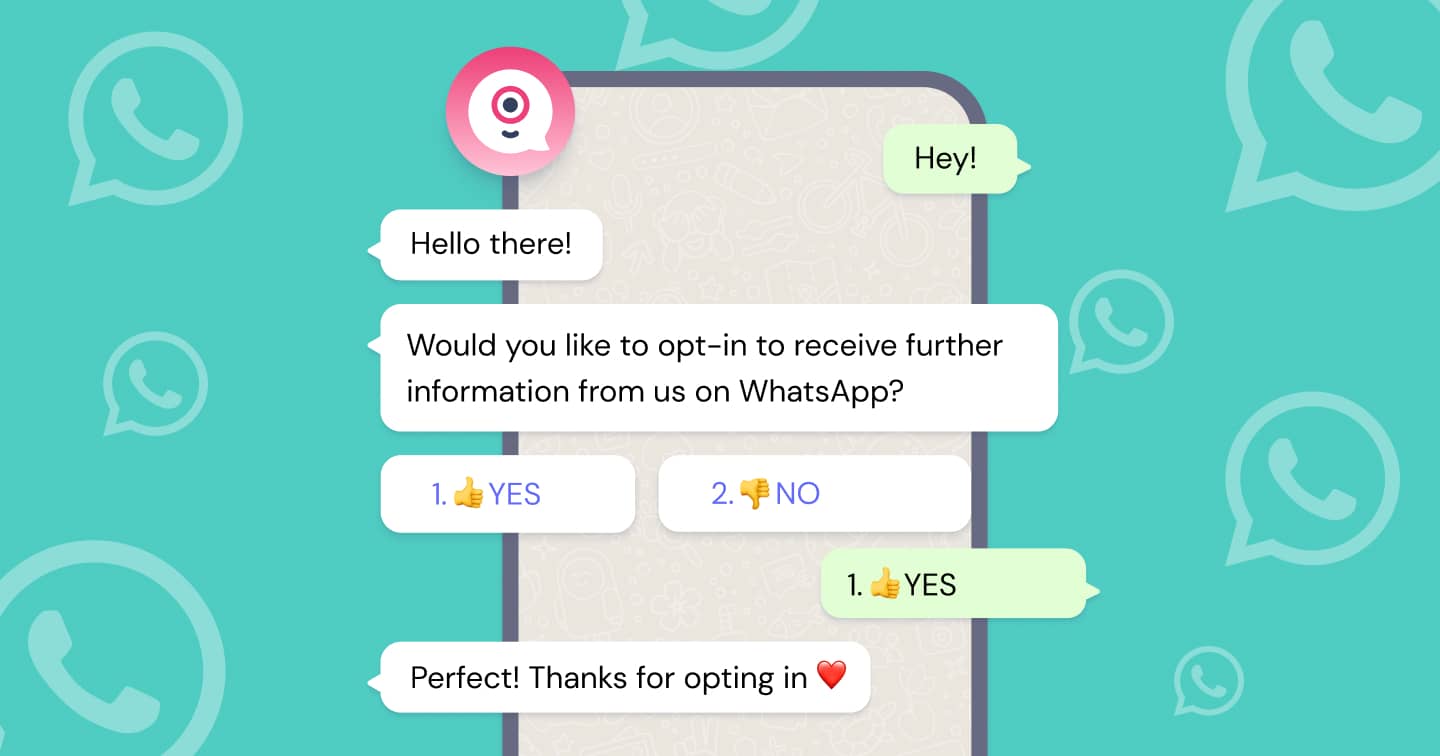 Hey!
Hello there!
Would you like to opt-in to receive further
information from us on WhatsApp?
1.👍YES
2.👎NO
1.👍YES
Perfect! Thanks for opting in ❤️